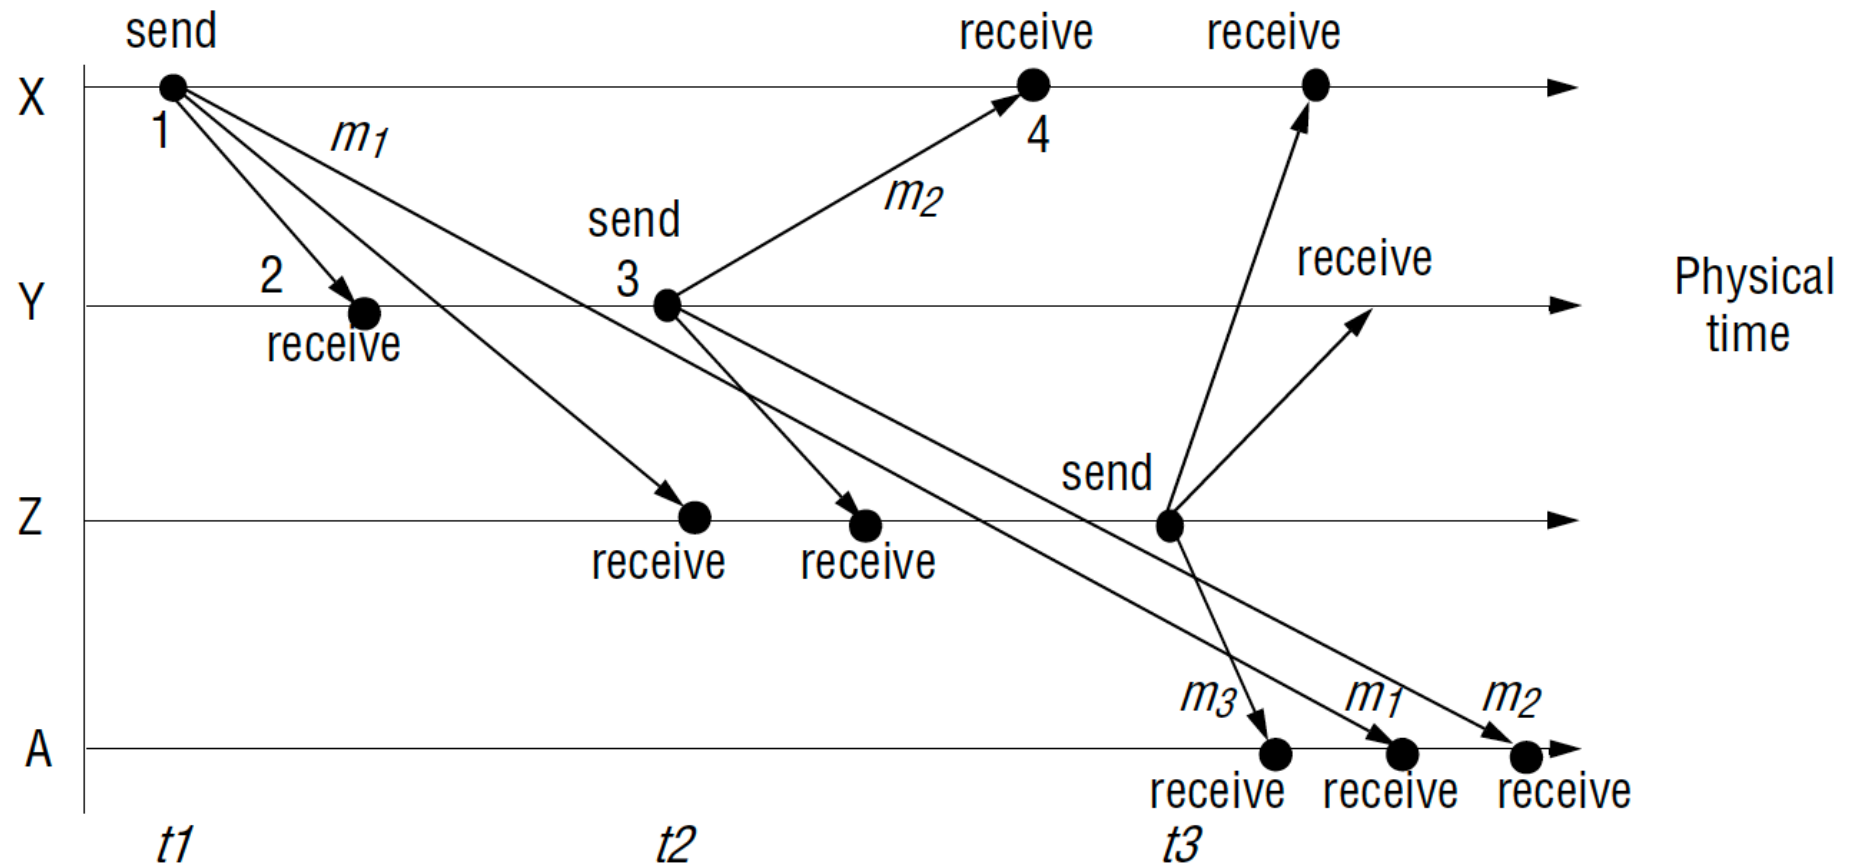 send
receive
receive
X
1
m1
4
m2
send
2
3
receive
Y
receive
Physical
time
send
Z
receive
receive
m3
m1
m2
A
receive
receive
receive
t1
t2
t3